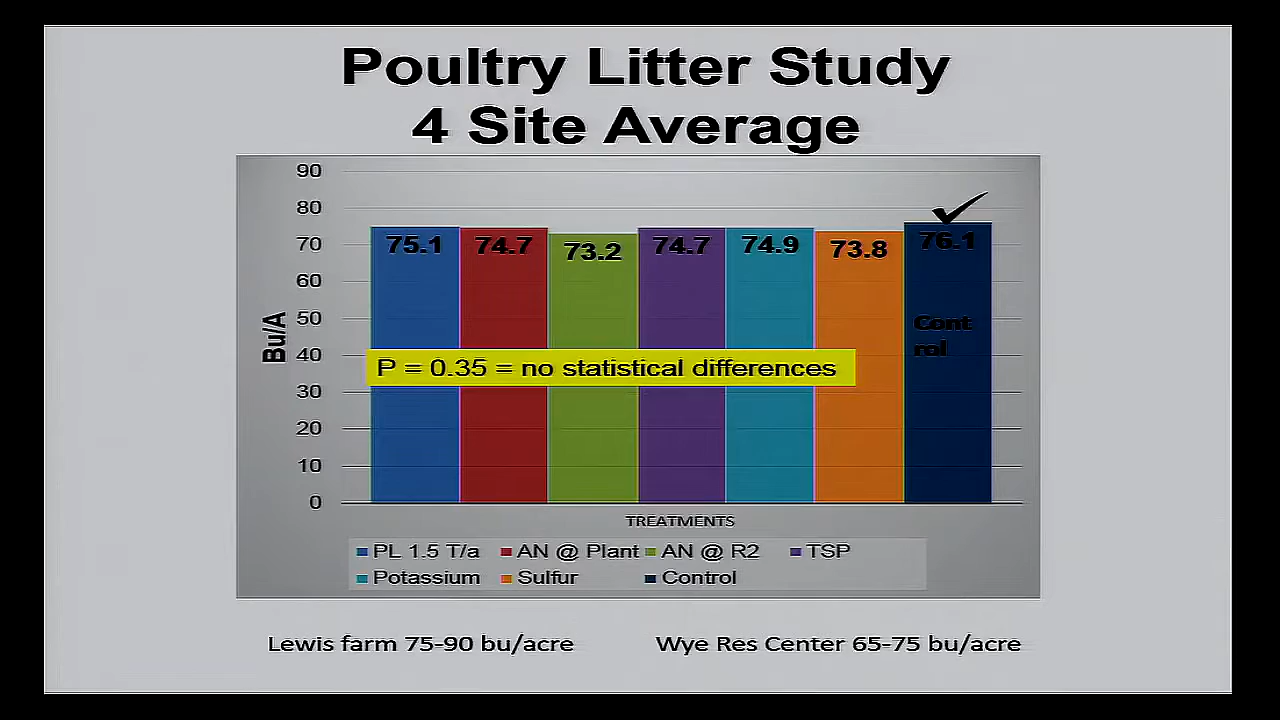 Poultry Litter Study
4 Site Average
90
80
70
60
50
40
30
20
10
0
Bu/A
75.1
74.7
73.2
74.7
74.9
73.8
76.1
Cont
rol
P = 0.35 = no statistical differences
TREATMENTS
PL 1.5 T/a AN @ Plant AN @ R2 TSP
Potassium Sulfur Control
Lewis farm 75-90 bu/acre Wye Res Center 65-75 bu/acre